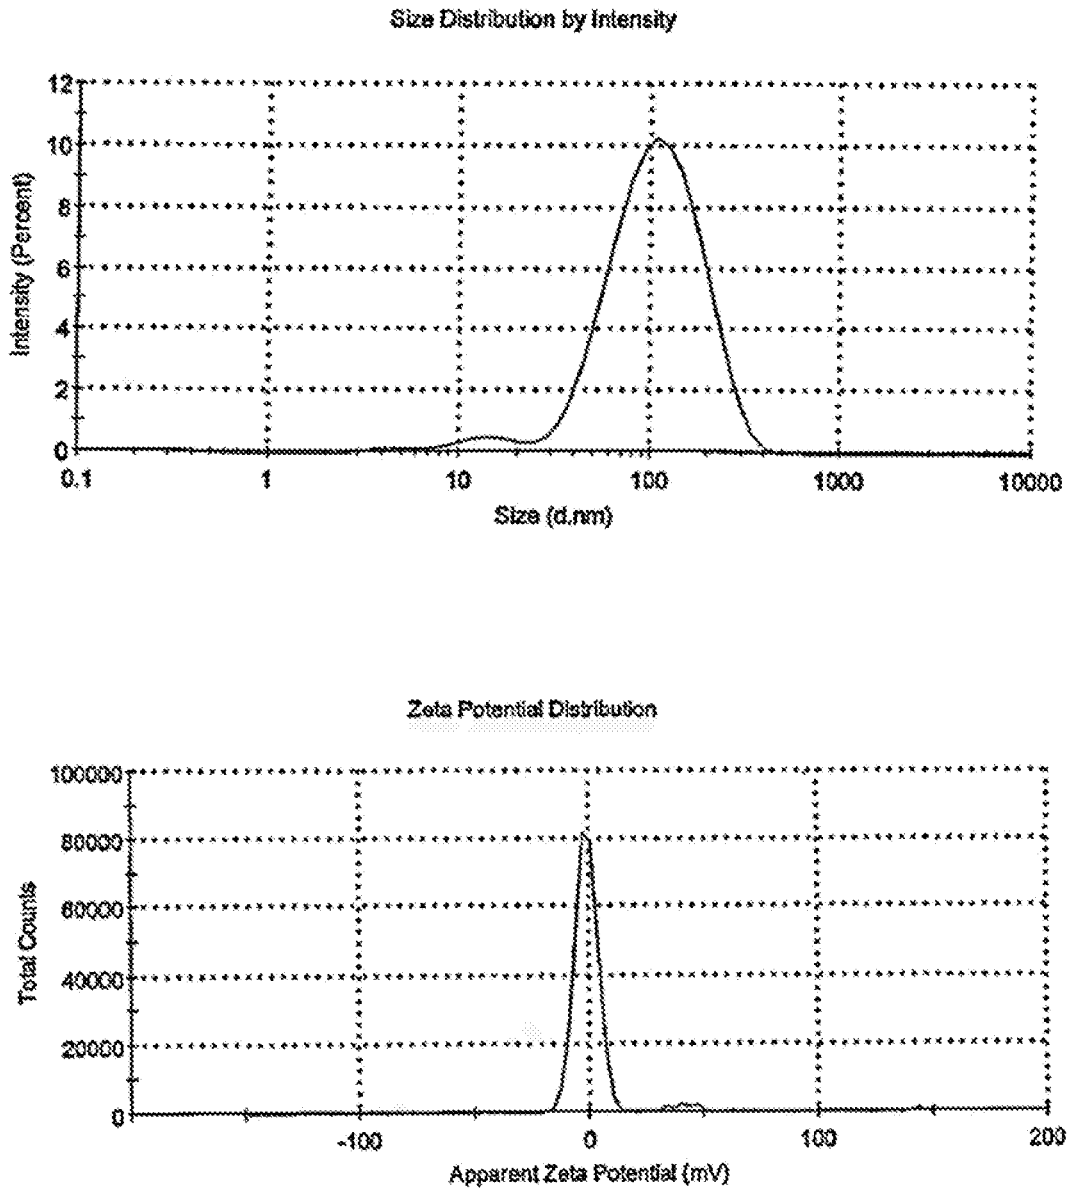 Size Distribution by Intensity
12
10
8
6
4
2
0
Intensity (Percent)
0.1 1 10 100 1000 10000
Size (d.nm)
Zeta Potential Distribution
100000
80000
60000
40000
20000
0
Total Counts
-100 0 100 200
Apparent Zeta Potential (mV)